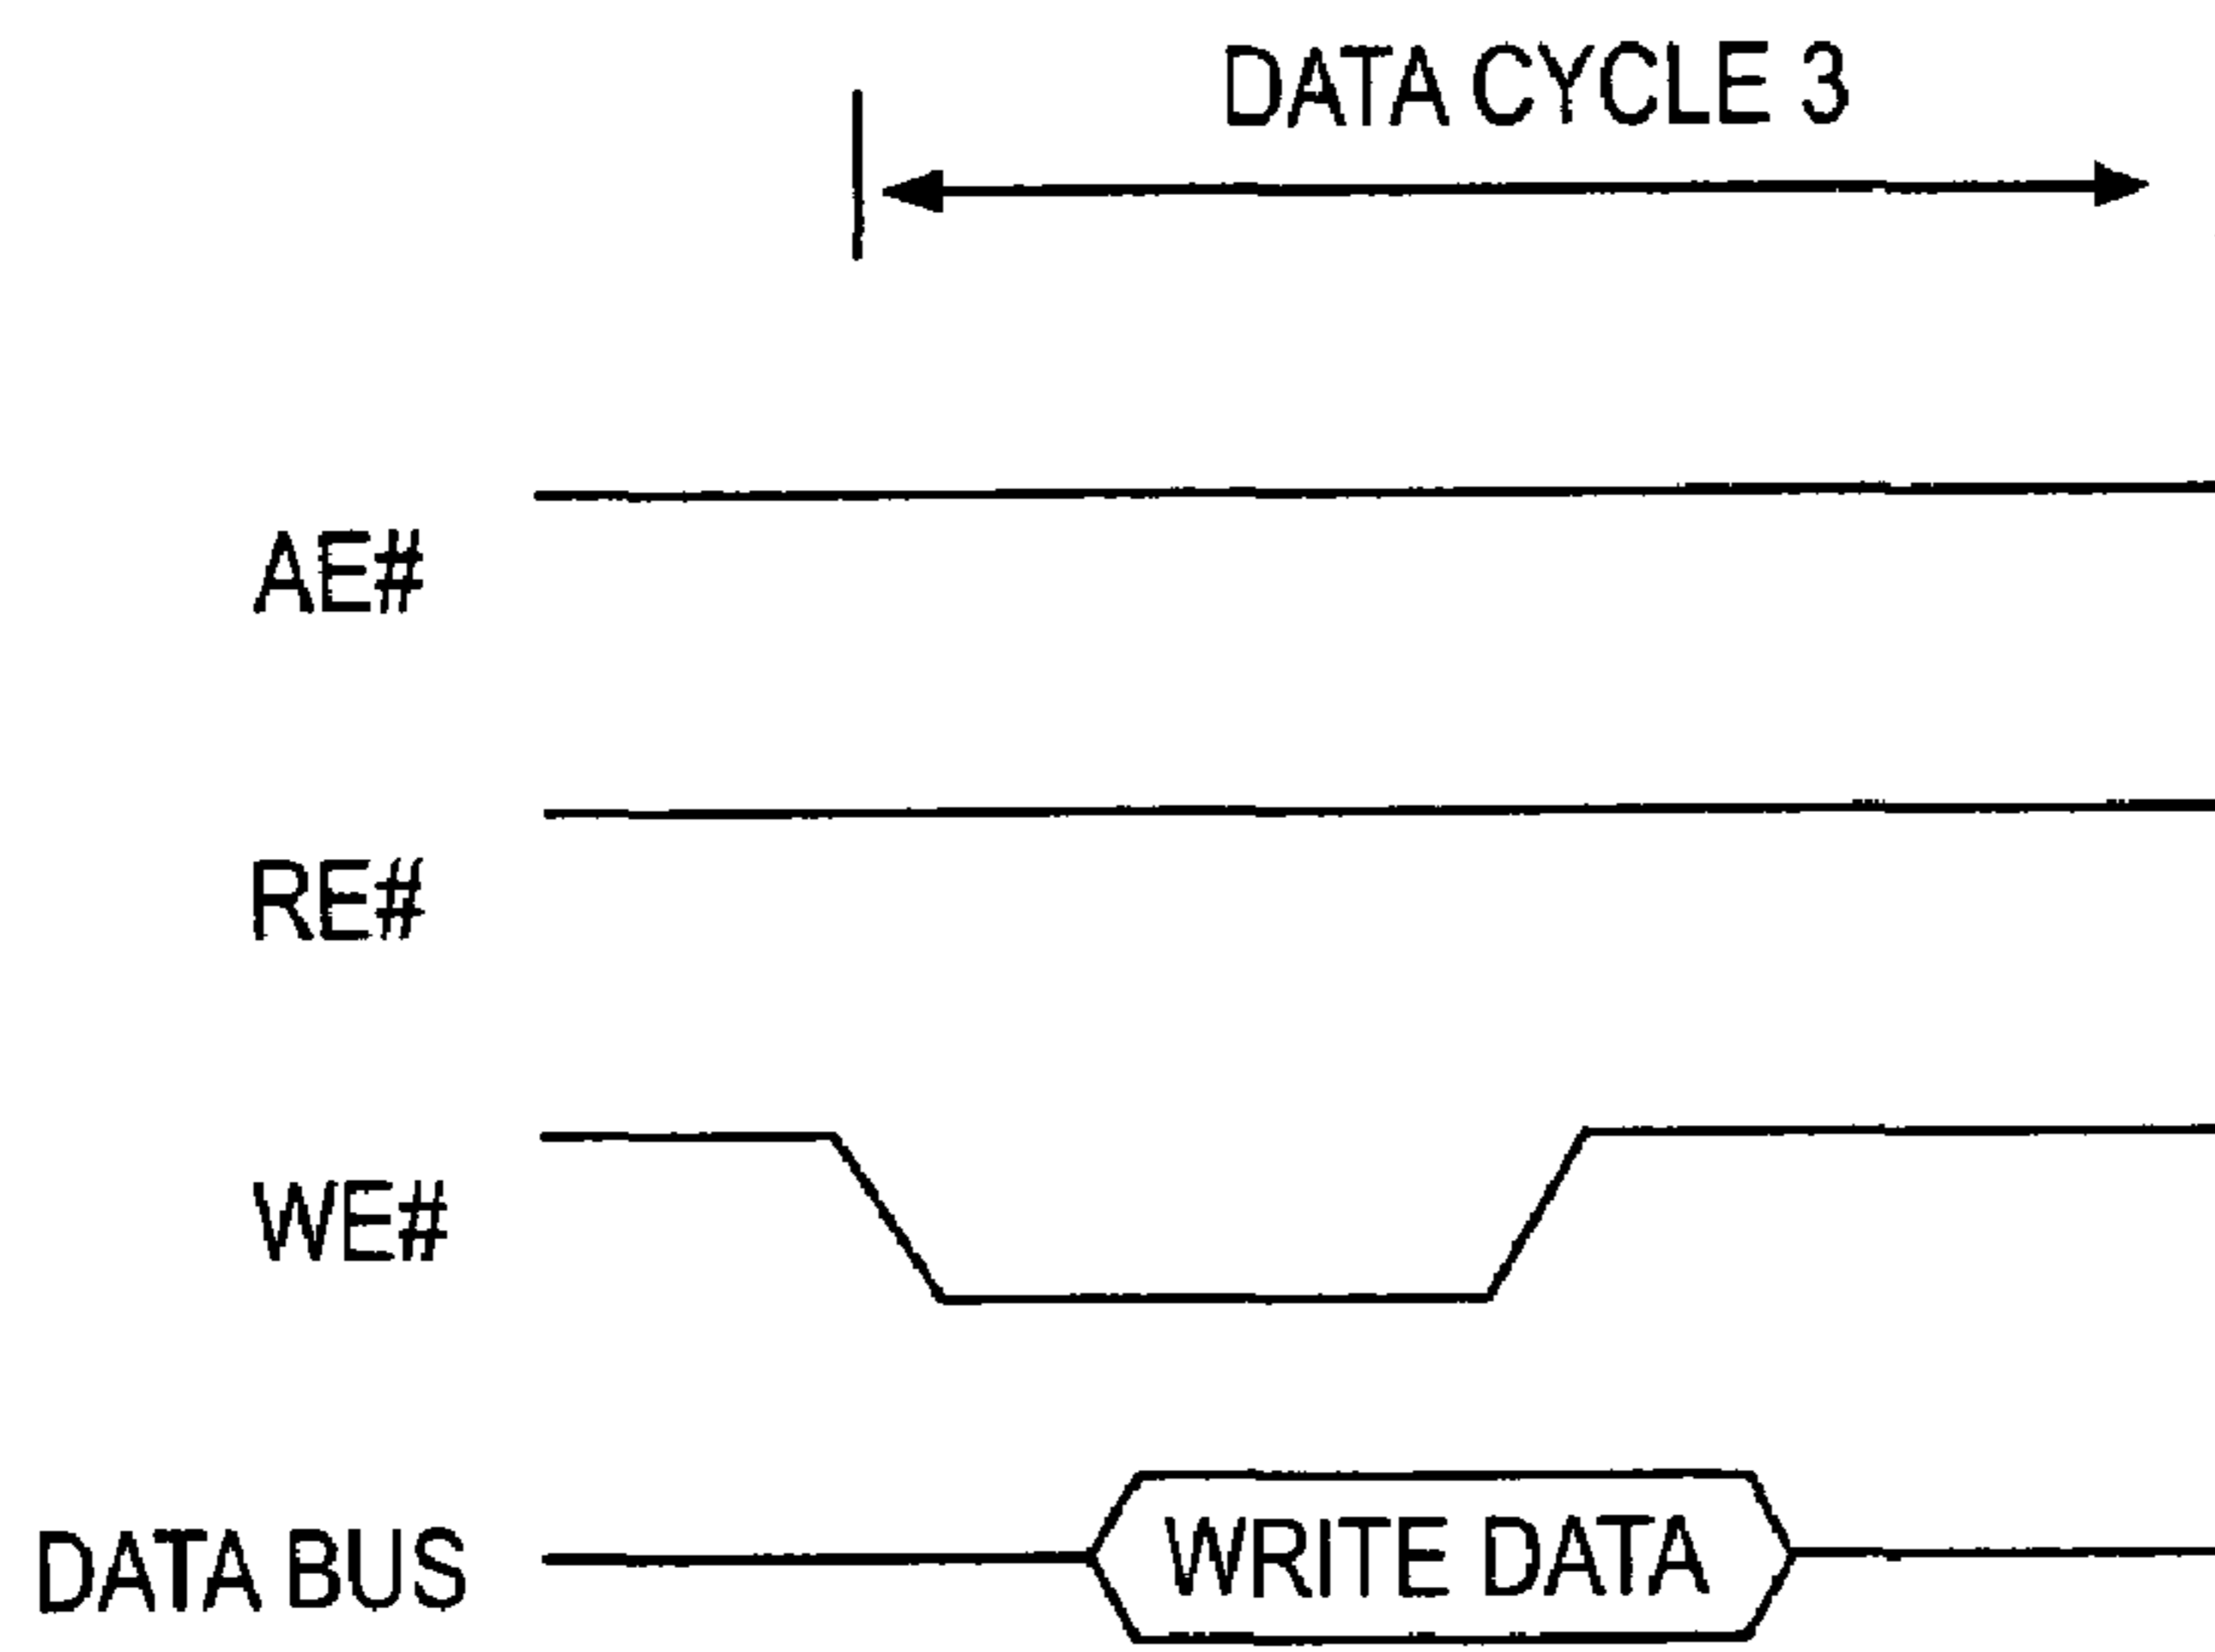 DATA CYCLE 3
AE#
RE#
WE#
DATA BUS
WRITE DATA